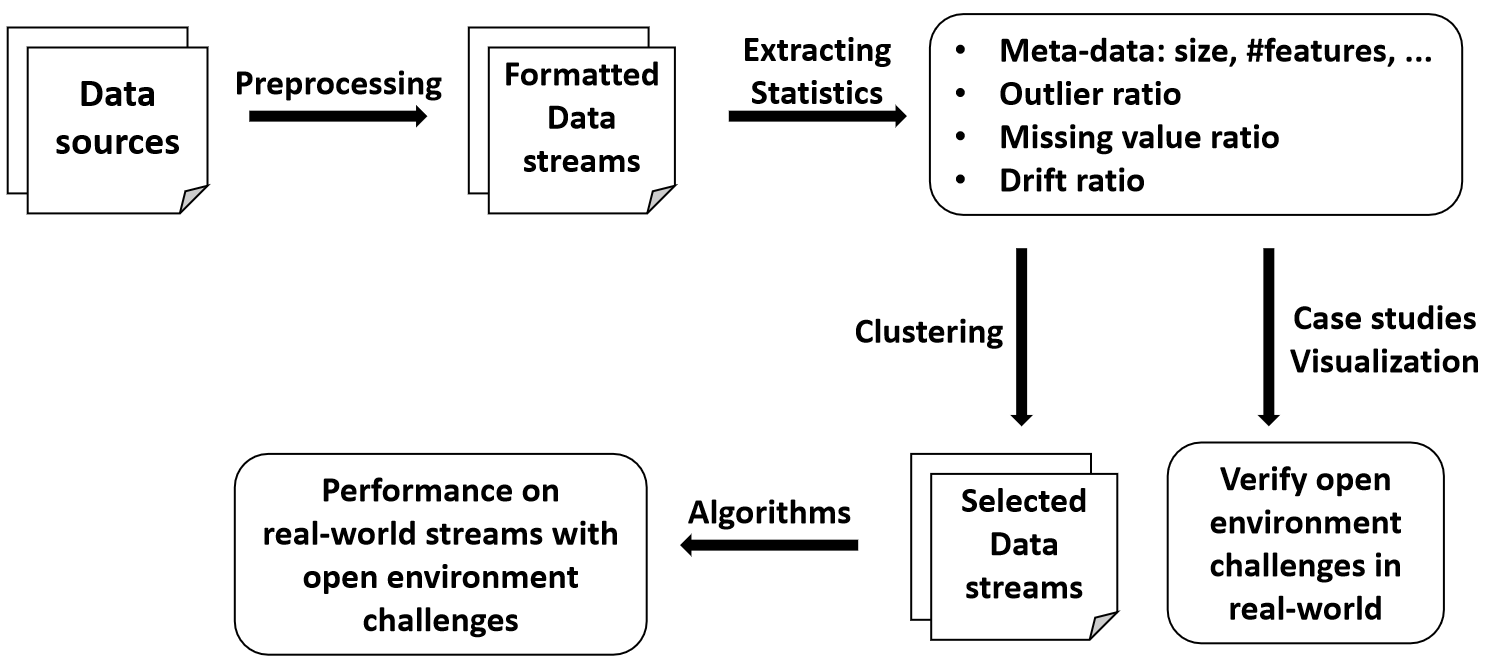 Data
sources
Preprocessing
Formatted
Data
streams
Extracting
Statistics
• Meta-data: size, #features, ...
• Outlier ratio
• Missing value ratio
• Drift ratio
Clustering
Case studies
Visualization
Performance on
real-world streams with
open environment
challenges
Algorithms
Selected
Data
streams
Verify open
environment
challenges in
real-world